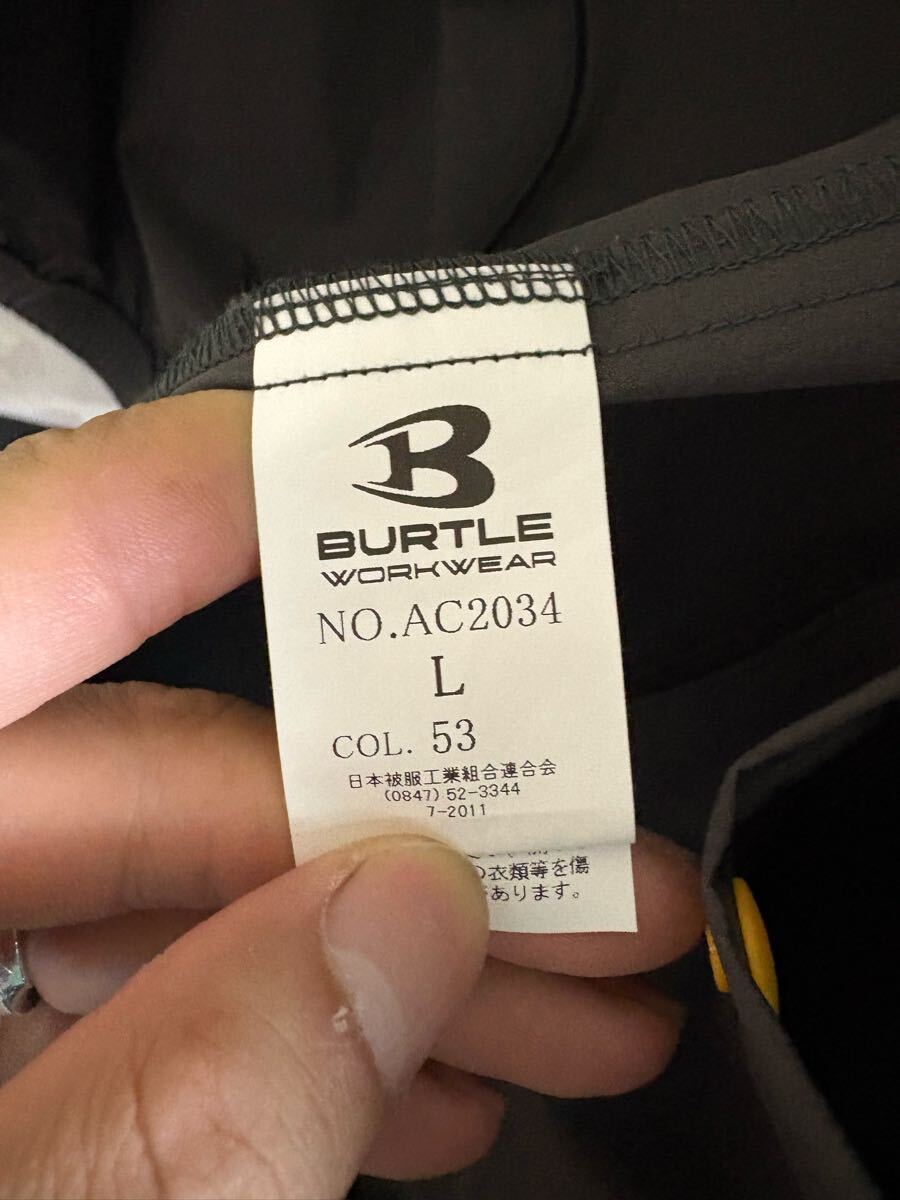 B
BURTLE
WORKWEAR
NO.AC2034
L
COL. 53
日本被服工業組合連合会
(0847) 52-3344
7-2011
の衣類等を傷
があります。